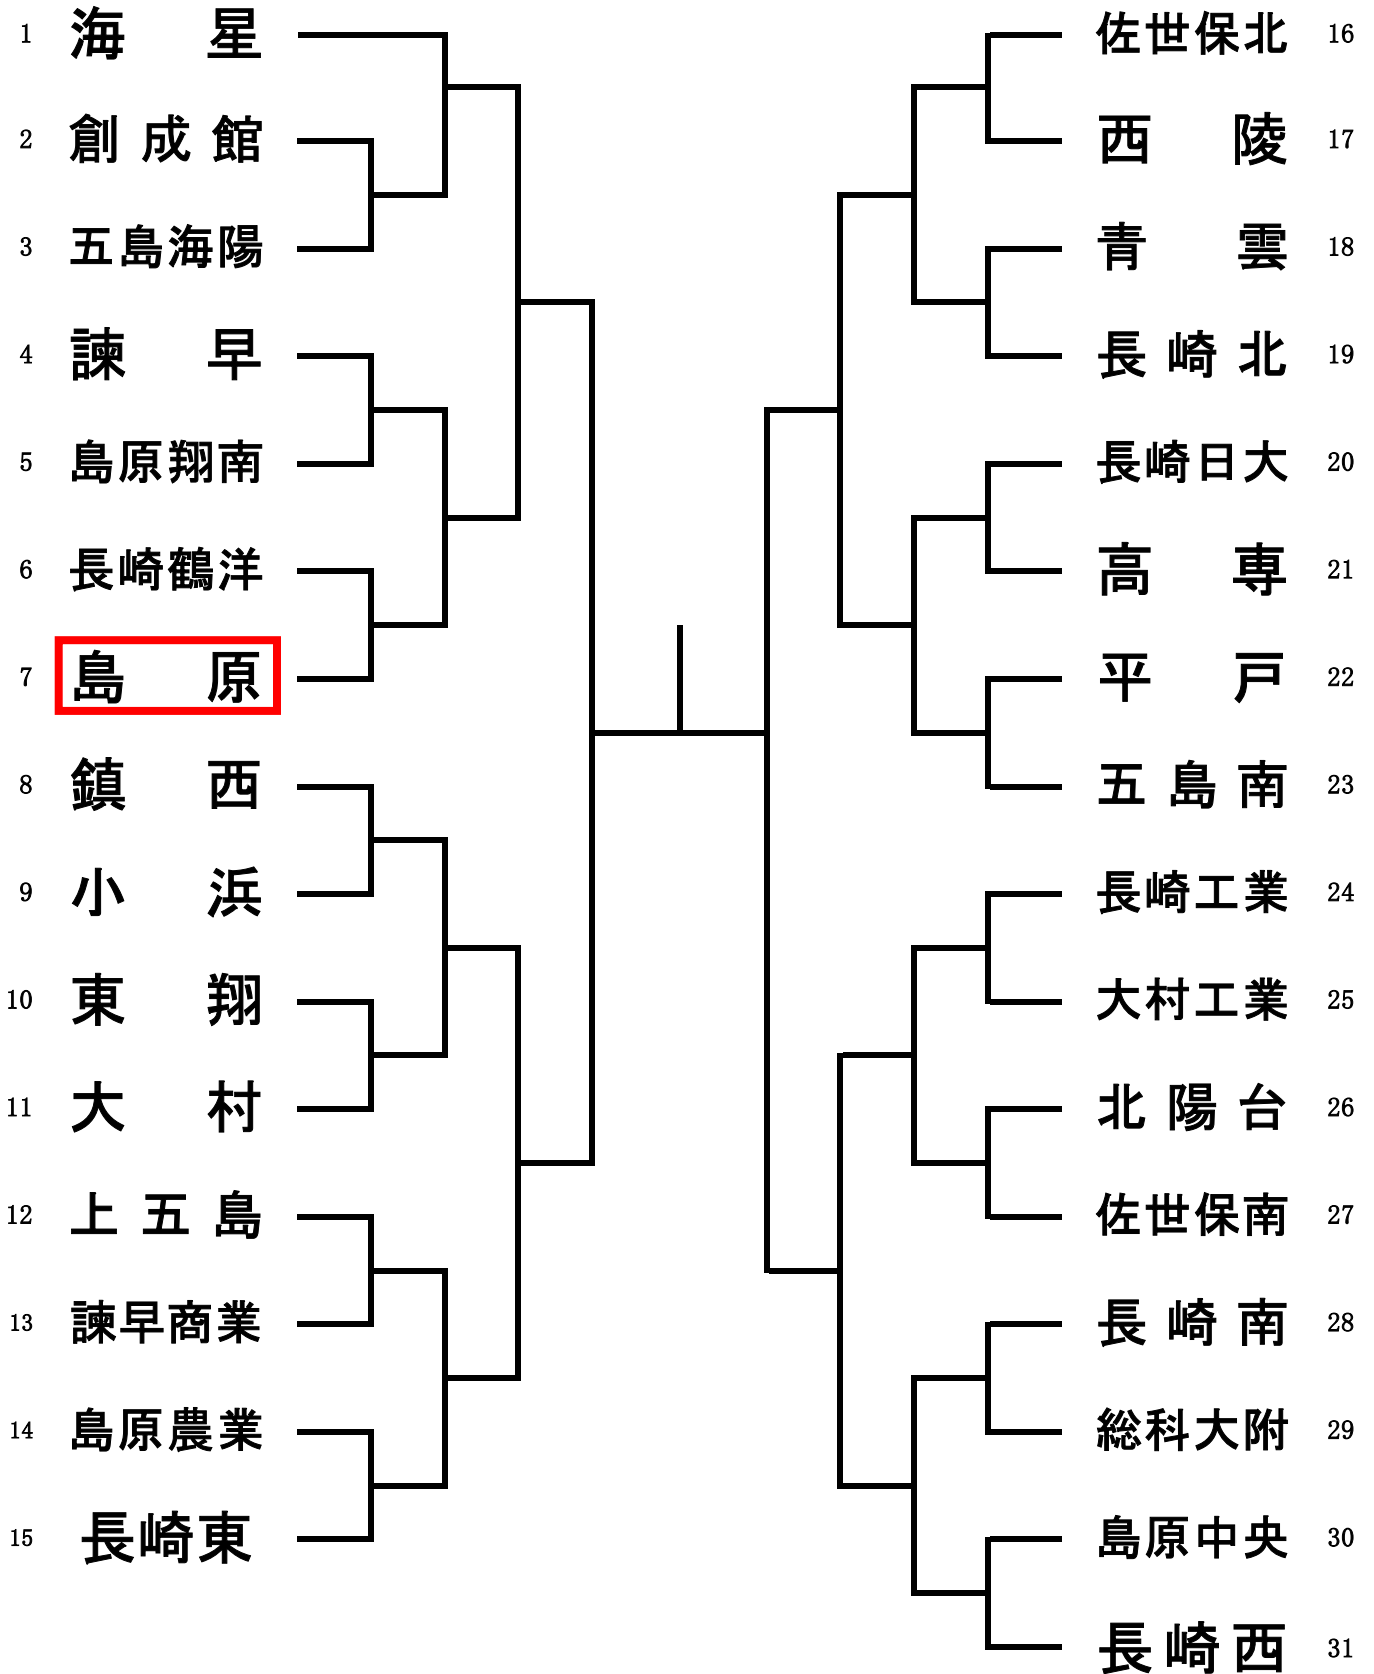 1 海星
2 創成館
3 五島海陽
4 諫早
5 島原翔南
6 長崎鶴洋
7 島原
8 鎮西
9 小浜
10 東翔
11 大村
12 上五島
13 諫早商業
14 島原農業
15 長崎東
佐世保北 16
西陵 17
青雲 18
長崎北 19
長崎日大 20
高専 21
平戸 22
五島南 23
長崎工業 24
大村工業 25
北陽台 26
佐世保南 27
長崎南 28
総科大附 29
島原中央 30
長崎西 31